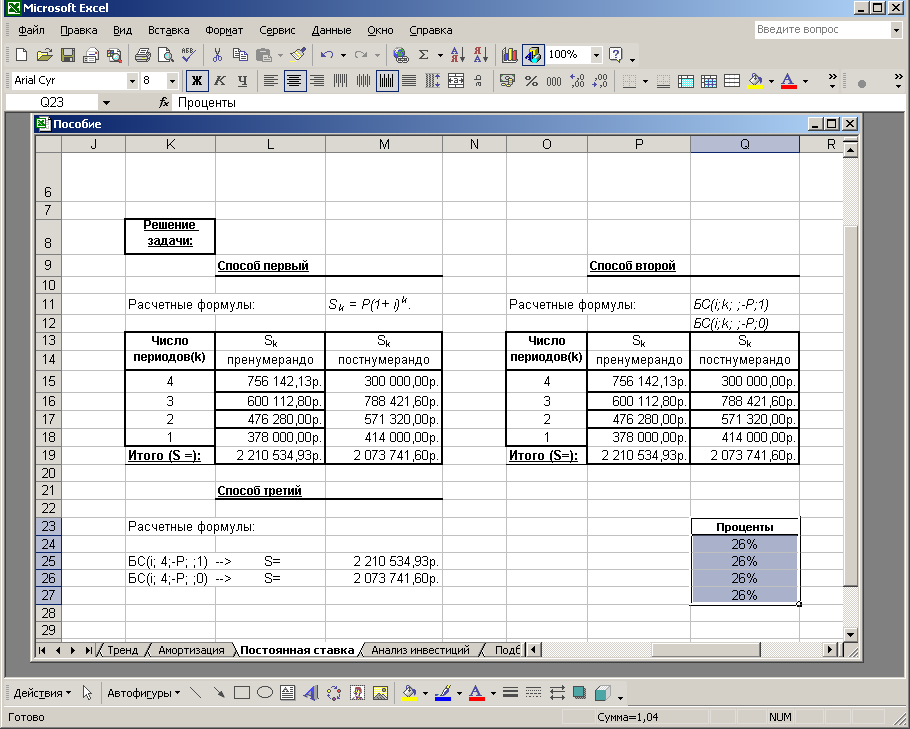 Microsoft Excel
Файл Правка Вид Вставка Формат Сервис Данные Окно Справка Введите вопрос
100%
Arial Cyr 8 Ж К Ч
Q23 fx Проценты
Пособие
J K L M N O P Q R
6
7
8 Решение задачи:
9 Способ первый Способ второй
10
11 Расчетные формулы: Sk = P(1+ i)^k. Расчетные формулы: БС(i;k; ;-P;1)
12 БС(i;k; ;-P;0)
13 Число Sk Sk Число Sk Sk
14 периодов(k) пренумерандо постнумерандо периодов(k) пренумерандо постнумерандо
15 4 756 142,13р. 300 000,00р. 4 756 142,13р. 300 000,00р.
16 3 600 112,80р. 788 421,60р. 3 600 112,80р. 788 421,60р.
17 2 476 280,00р. 571 320,00р. 2 476 280,00р. 571 320,00р.
18 1 378 000,00р. 414 000,00р. 1 378 000,00р. 414 000,00р.
19 Итого (S =): 2 210 534,93р. 2 073 741,60р. Итого (S=): 2 210 534,93р. 2 073 741,60р.
20
21 Способ третий
22
23 Расчетные формулы: Проценты
24 26%
25 БС(i; 4;-P; ;1) --> S= 2 210 534,93р. 26%
26 БС(i; 4;-P; ;0) --> S= 2 073 741,60р. 26%
27 26%
28
29
Тренд Амортизация Постоянная ставка Анализ инвестиций Подб
Действия Автофигуры
Готово Сумма=1,04 NUM